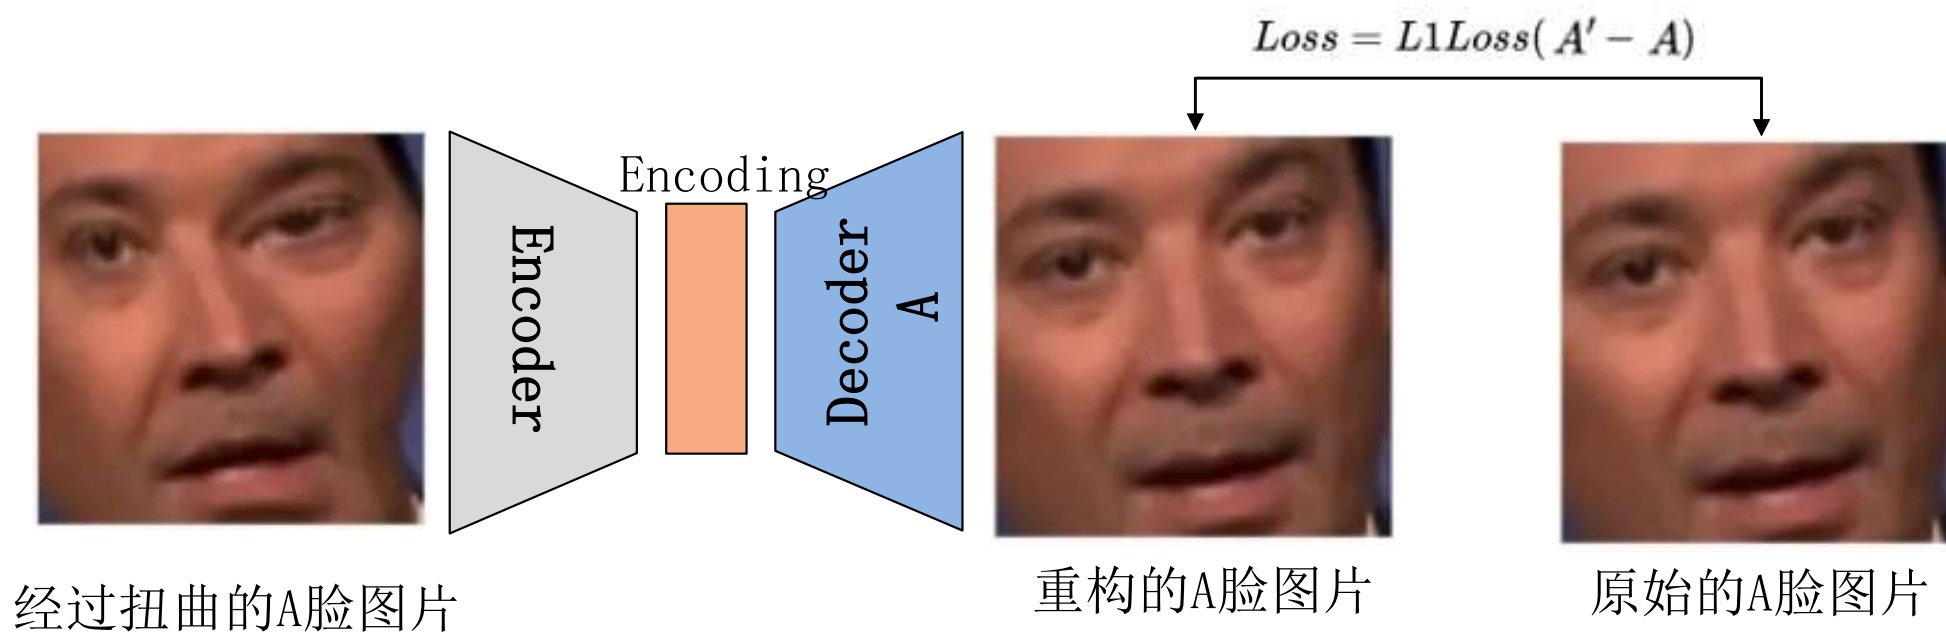 Loss = L1Loss( A′ − A)
Encoding
Encoder
Decoder
A
经过扭曲的A脸图片
重构的A脸图片
原始的A脸图片